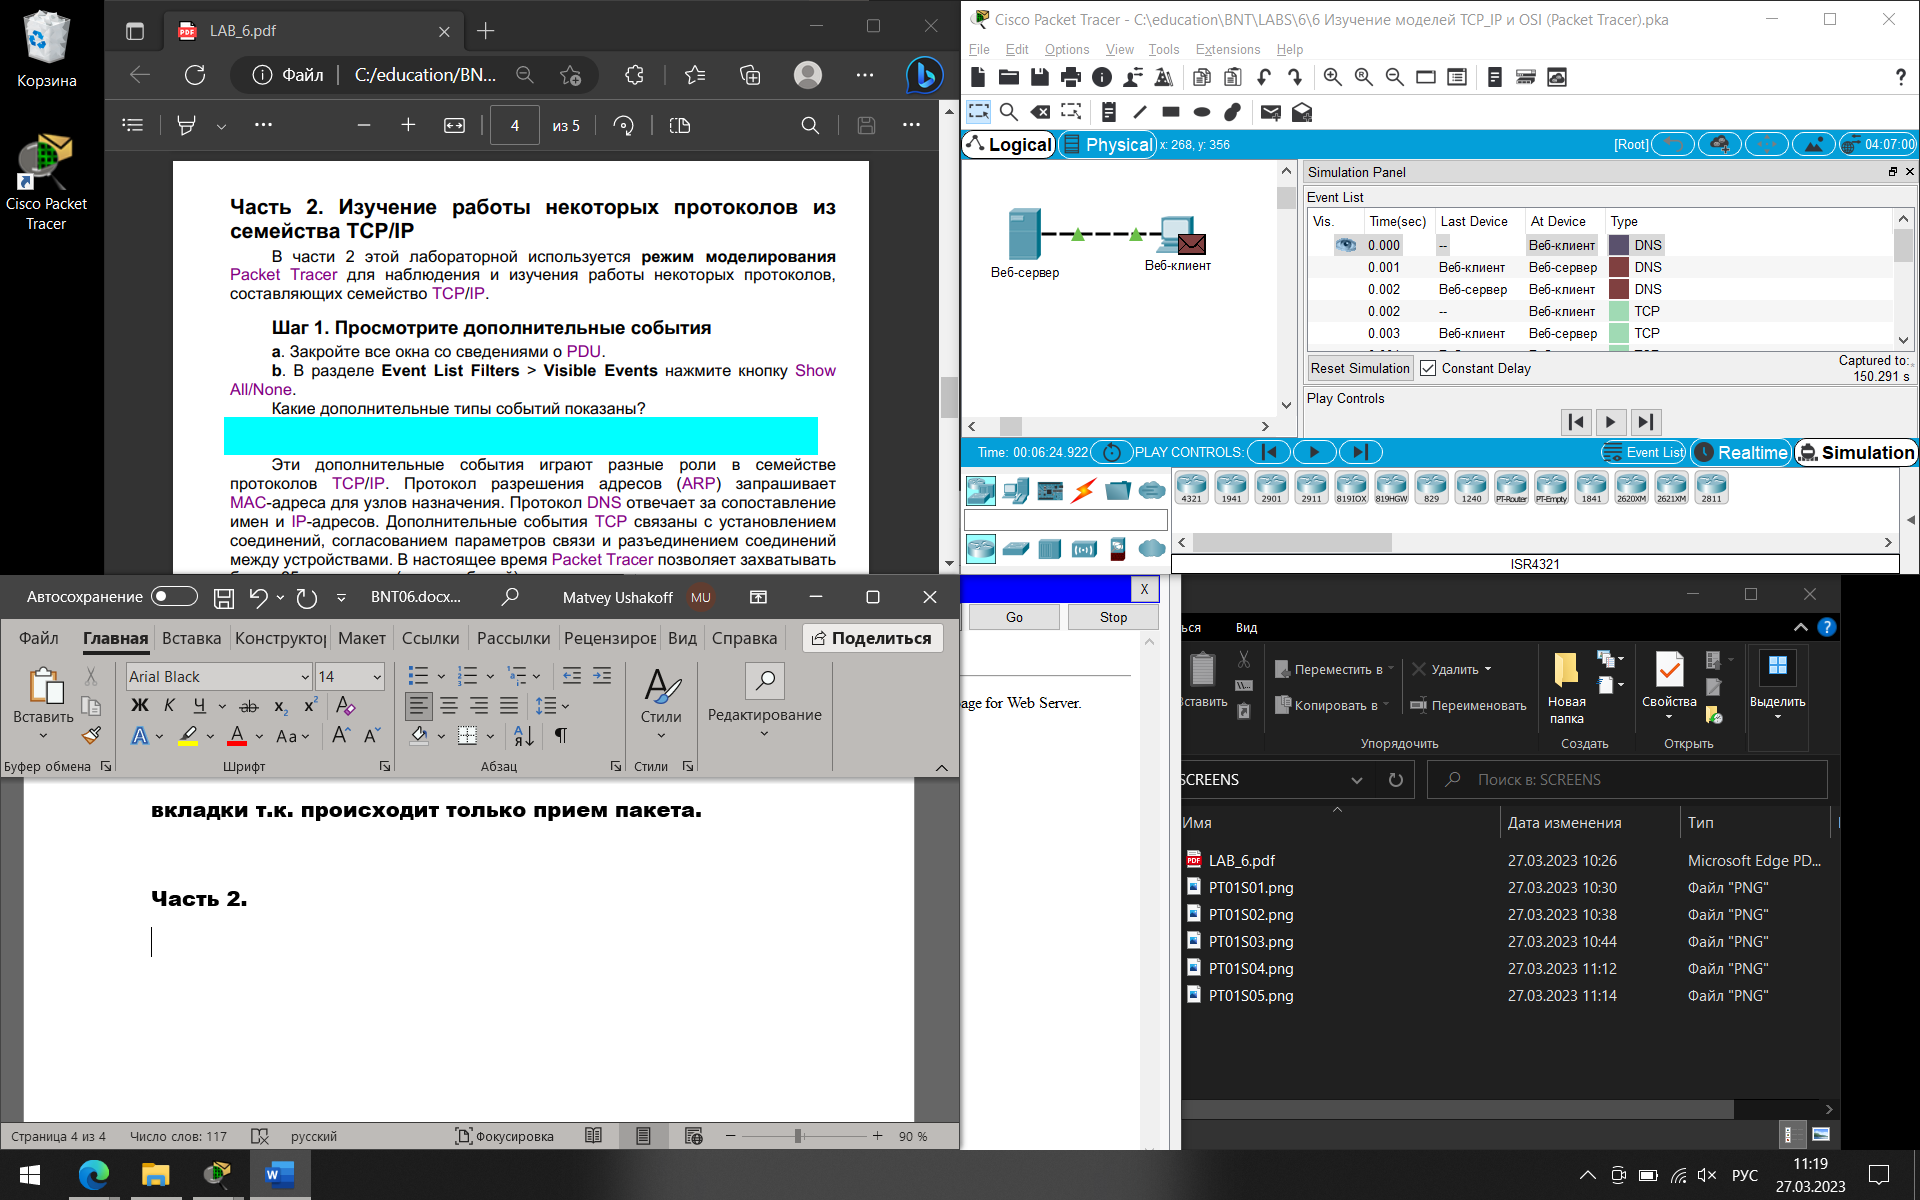 Корзина
Cisco Packet Tracer
LAB_6.pdf
Файл
C:/education/BN...
4
из 5
Часть 2. Изучение работы некоторых протоколов из
семейства TCP/IP
В части 2 этой лабораторной используется режим моделирования
Packet Tracer для наблюдения и изучения работы некоторых протоколов,
составляющих семейство TCP/IP.
Шаг 1. Просмотрите дополнительные события
a. Закройте все окна со сведениями о PDU.
b. В разделе Event List Filters > Visible Events нажмите кнопку Show
All/None.
Какие дополнительные типы событий показаны?
Эти дополнительные события играют разные роли в семействе
протоколов TCP/IP. Протокол разрешения адресов (ARP) запрашивает
MAC-адреса для узлов назначения. Протокол DNS отвечает за сопоставление
имен и IP-адресов. Дополнительные события TCP связаны с установлением
соединений, согласованием параметров связи и разъединением соединений
между устройствами. В настоящее время Packet Tracer позволяет захватывать
Cisco Packet Tracer - C:\education\BNT\LABS\6\6 Изучение моделей TCP_IP и OSI (Packet Tracer).pka
File Edit Options View Tools Extensions Help
?
Logical
Physical
x: 268, y: 356
[Root]
04:07:00
Веб-сервер
Веб-клиент
Simulation Panel
Event List
Vis. Time(sec) Last Device At Device Type
0.000 -- Веб-клиент DNS
0.001 Веб-клиент Веб-сервер DNS
0.002 Веб-сервер Веб-клиент DNS
0.002 -- Веб-клиент TCP
0.003 Веб-клиент Веб-сервер TCP
Reset Simulation
Constant Delay
Captured to:
150.291 s
Play Controls
Time: 00:06:24.922
PLAY CONTROLS:
Event List
Realtime
Simulation
4321 1941 2901 2911 819IOX 819HGW 829 1240 PT-Router PT-Empty 1841 2620XM 2621XM 2811
ISR4321
Автосохранение
BNT06.docx...
Matvey Ushakoff
MU
Файл Главная Вставка Конструктор Макет Ссылки Рассылки Рецензиров Вид Справка
Поделиться
Вставить
Arial Black
14
Ж К Ч ab x₂ x² A
A A Aa A A
Стили
Редактирование
Буфер обмена
Шрифт
Абзац
Стили
вкладки т.к. происходит только прием пакета.
Часть 2.
Страница 4 из 4
Число слов: 117
русский
Фокусировка
90 %
X
Go
Stop
age for Web Server.
ься
Вид
?
Вставить
Переместить в
Копировать в
Удалить
Переименовать
Упорядочить
Новая папка
Создать
Свойства
Открыть
Выделить
SCREENS
Поиск в: SCREENS
Имя Дата изменения Тип
LAB_6.pdf 27.03.2023 10:26 Microsoft Edge PD...
PT01S01.png 27.03.2023 10:30 Файл "PNG"
PT01S02.png 27.03.2023 10:38 Файл "PNG"
PT01S03.png 27.03.2023 10:44 Файл "PNG"
PT01S04.png 27.03.2023 11:12 Файл "PNG"
PT01S05.png 27.03.2023 11:14 Файл "PNG"
РУС
11:19
27.03.2023